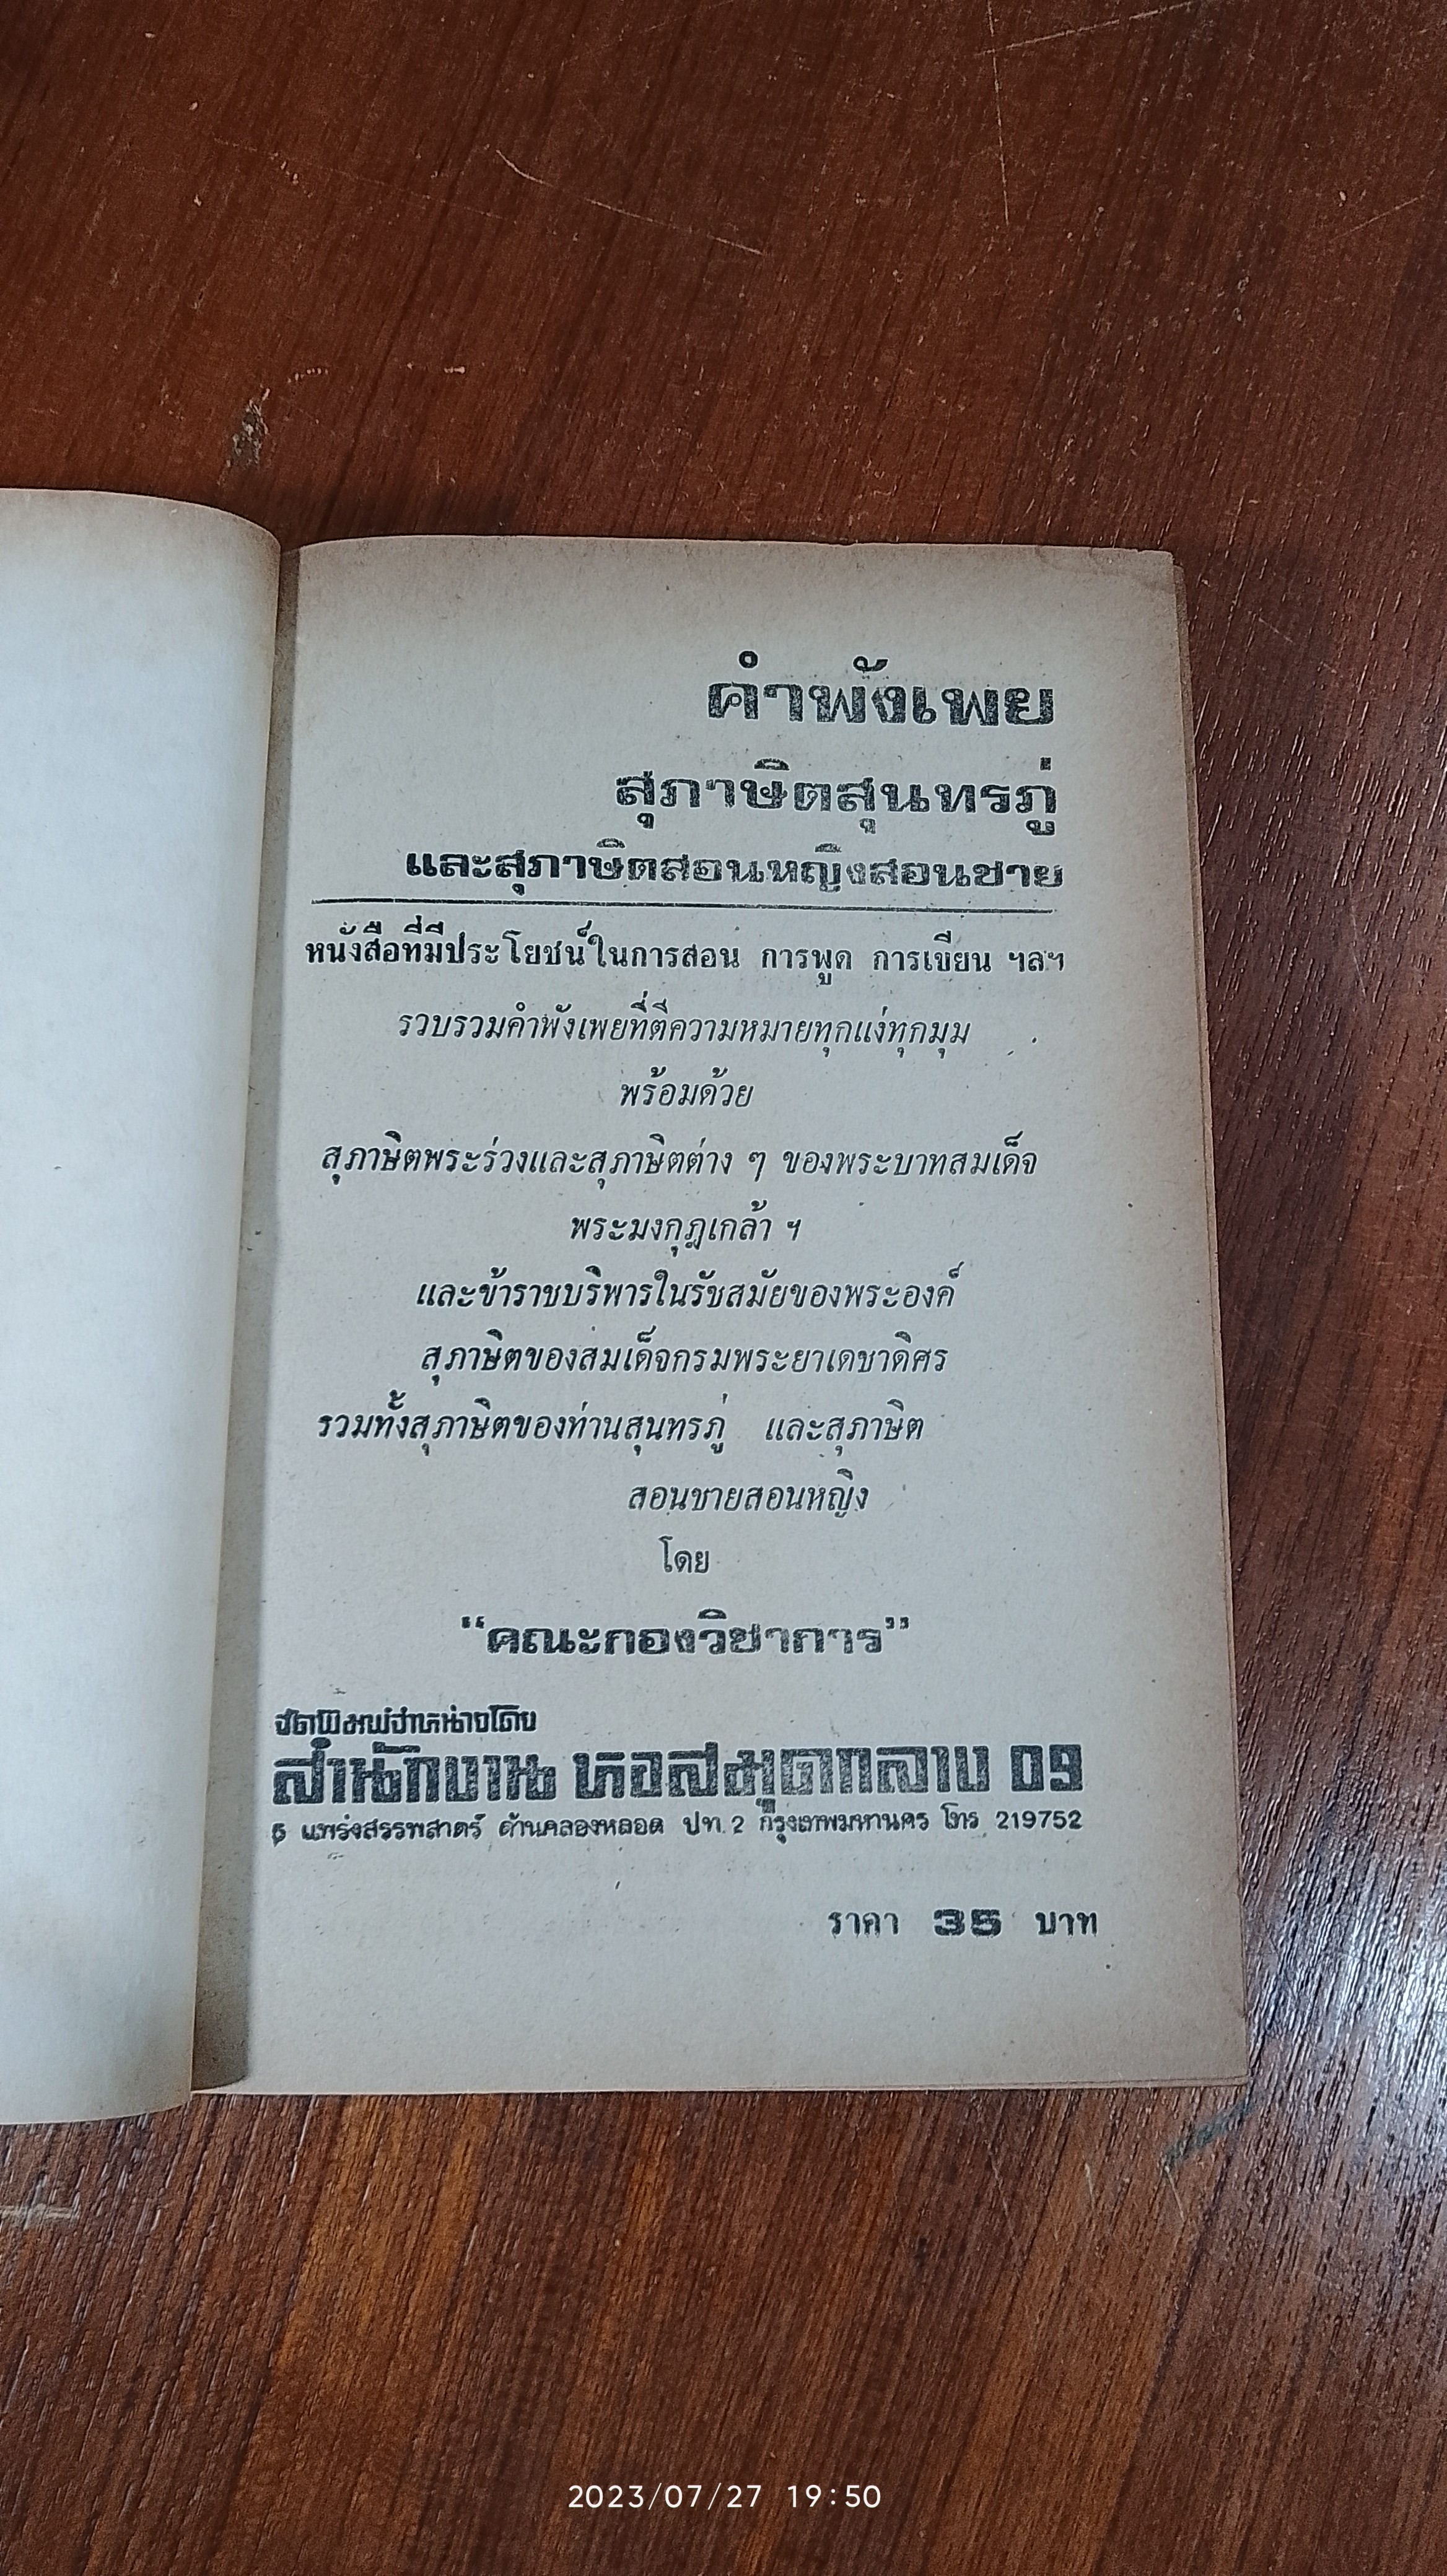 คำพังเพย
สุภาษิตสุนทรภู่
และสุภาษิตสอนหญิงสอนชาย
หนังสือที่มีประโยชน์ในการสอน การพูด การเขียน ฯลฯ
รวบรวมคำพังเพยที่ตีความหมายทุกแง่ทุกมุม
พร้อมด้วย
สุภาษิตพระร่วงและสุภาษิตต่าง ๆ ของพระบาทสมเด็จ
พระมงกุฎเกล้า ฯ
และข้าราชบริพารในรัชสมัยของพระองค์
สุภาษิตของสมเด็จกรมพระยาเดชาดิศร
รวมทั้งสุภาษิตของท่านสุนทรภู่ และสุภาษิต
สอนชายสอนหญิง
โดย
“คณะกองวิชาการ”
จัดพิมพ์จำหน่ายโดย
สำนักงาน หอสมุดกลาง 09
5 แพร่งสรรพสาตร์ ด้านคลองหลอด ปท. 2 กรุงเทพมหานคร โทร 219752
ราคา 35 บาท
2023/07/27 19:50